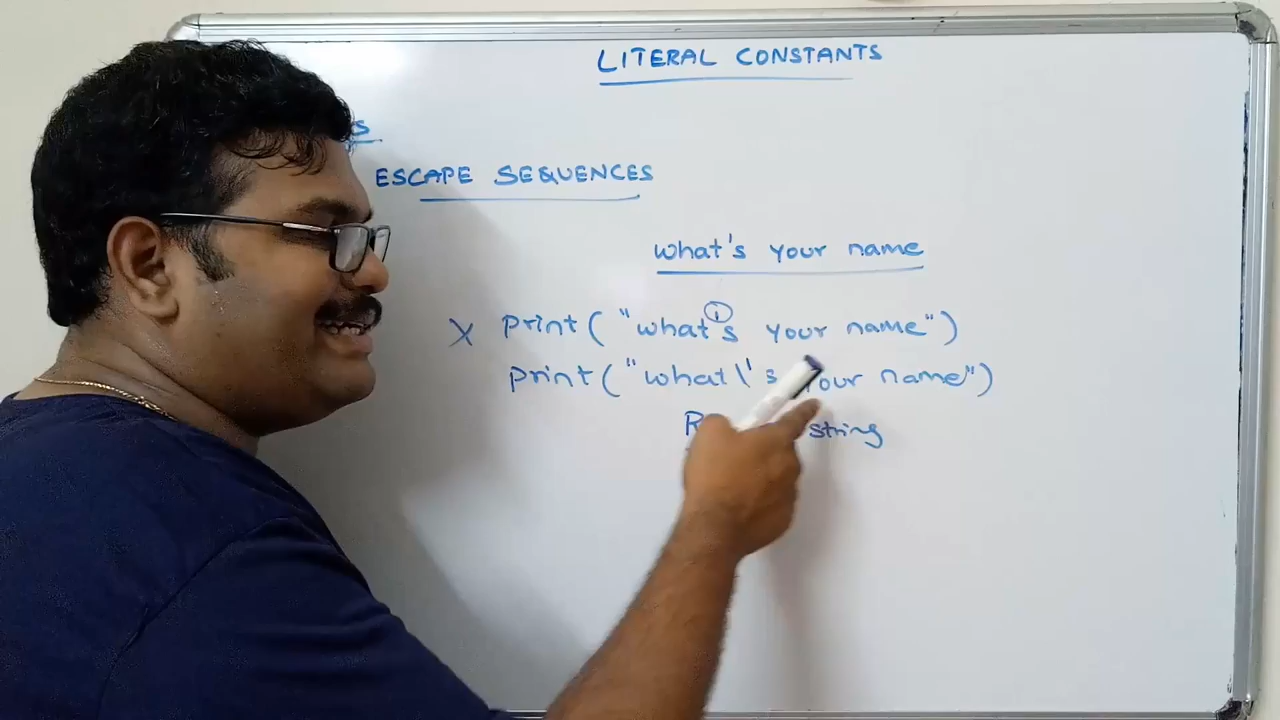 LITERAL CONSTANTS
ESCAPE SEQUENCES
what's your name
X print("what's your name")
print("what\'s your name")
string